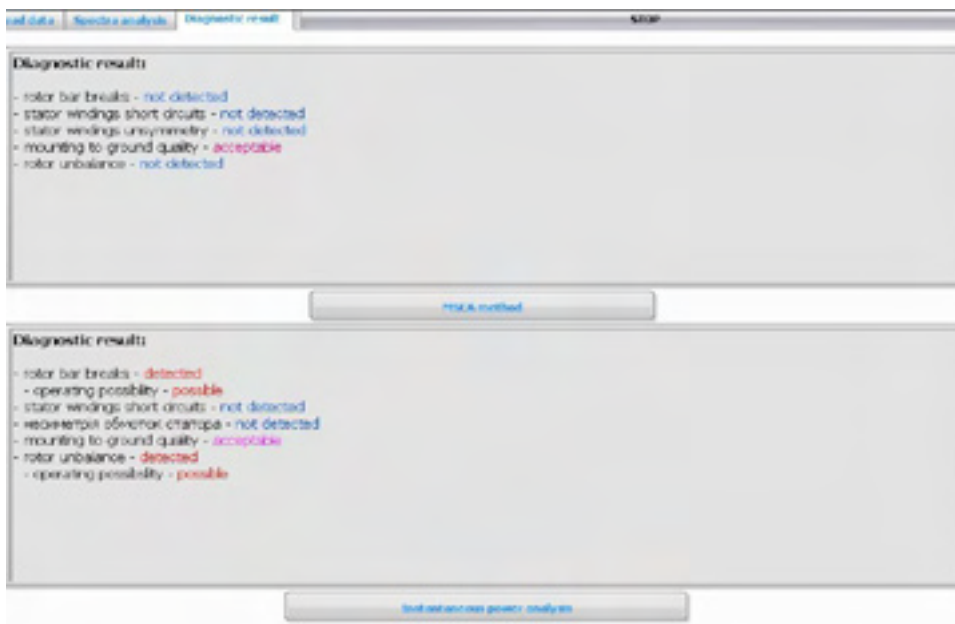 ad data Spectra analysis Diagnostic result STOP
Diagnostic result:
- rotor bar breaks - not detected
- stator windings short circuits - not detected
- stator windings unsymmetry - not detected
- mounting to ground quality - acceptable
- rotor unbalance - not detected
MSCA method
Diagnostic result:
- rotor bar breaks - detected
- operating possibility - possible
- stator windings short circuits - not detected
- несиметрія обмоток статора - not detected
- mounting to ground quality - acceptable
- rotor unbalance - detected
- operating possibility - possible
Instantaneous power analysis